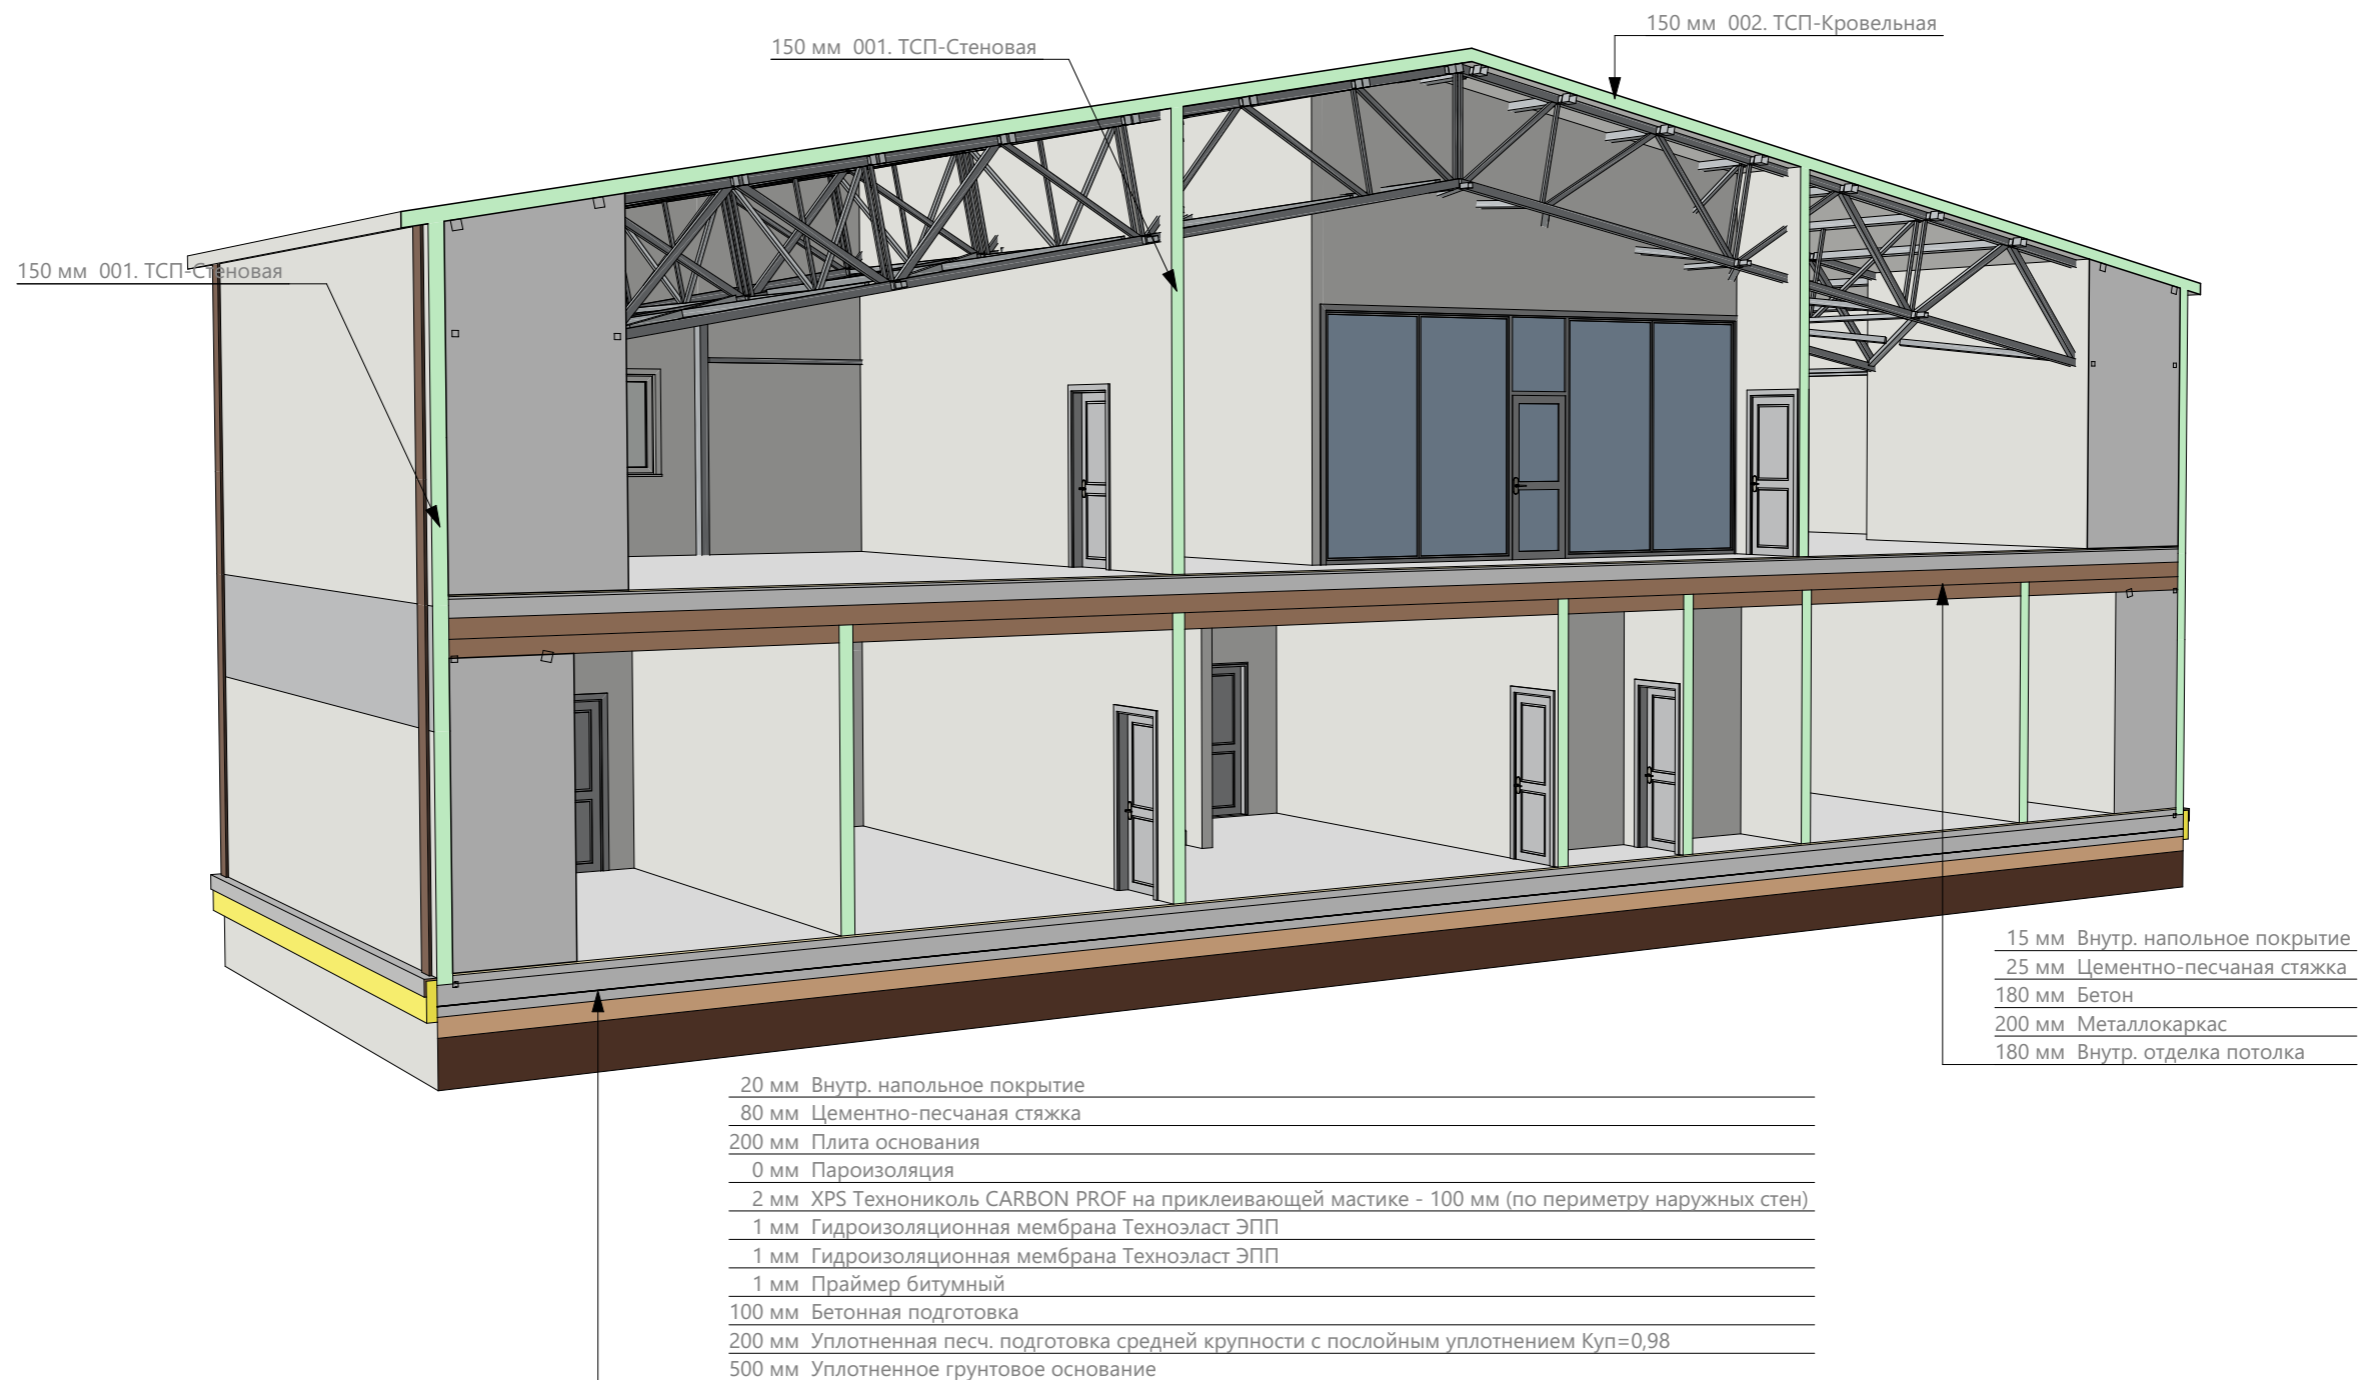 150 мм 002. ТСП-Кровельная
150 мм 001. ТСП-Стеновая
150 мм 001. ТСП-Стеновая
15 мм Внутр. напольное покрытие
25 мм Цементно-песчаная стяжка
180 мм Бетон
200 мм Металлокаркас
180 мм Внутр. отделка потолка
20 мм Внутр. напольное покрытие
80 мм Цементно-песчаная стяжка
200 мм Плита основания
0 мм Пароизоляция
2 мм XPS Технониколь CARBON PROF на приклеивающей мастике - 100 мм (по периметру наружных стен)
1 мм Гидроизоляционная мембрана Техноэласт ЭПП
1 мм Гидроизоляционная мембрана Техноэласт ЭПП
1 мм Праймер битумный
100 мм Бетонная подготовка
200 мм Уплотненная песч. подготовка средней крупности с послойным уплотнением Куп=0,98
500 мм Уплотненное грунтовое основание